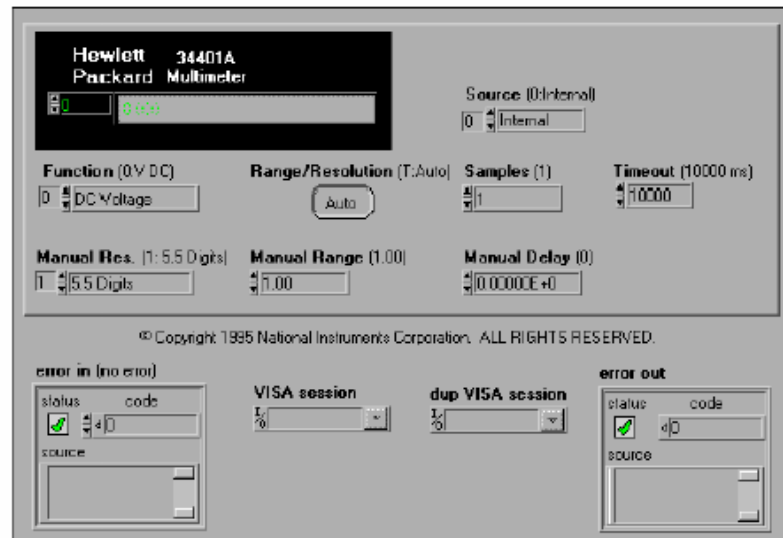 Hewlett 34401A
Packard Multimeter
0 0.000
Source (0:Internal)
0 Internal
Function (0:V DC) Range/Resolution (T:Auto) Samples (1) Timeout (10000 ms)
0 DC Voltage Auto 1 10000
Manual Res. (1: 5.5 Digits) Manual Range (1.00) Manual Delay (0)
1 5.5 Digits 1.00 0.00000E+0
© Copyright 1995 National Instruments Corporation. ALL RIGHTS RESERVED.
error in (no error) VISA session dup VISA session error out
status code
d 0
source
I/O
I/O
status code
d 0
source